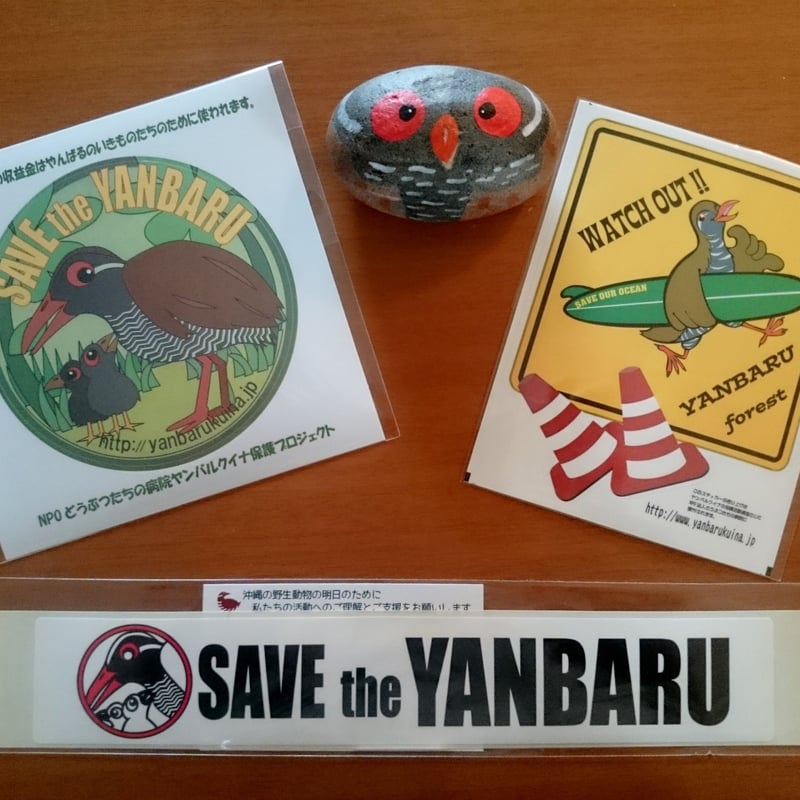 収益金はやんばるのいきものたちのために使われます。
SAVE the YANBARU
http://yanbarukuina.jp
NPOどうぶつたちの病院ヤンバルクイナ保護プロジェクト
WATCH OUT!!
SAVE OUR OCEAN
YANBARU
forest
http://www.yanbarukuina.jp
沖縄の野生動物の明日のために
私たちの活動へのご理解とご支援をお願いします
SAVE the YANBARU